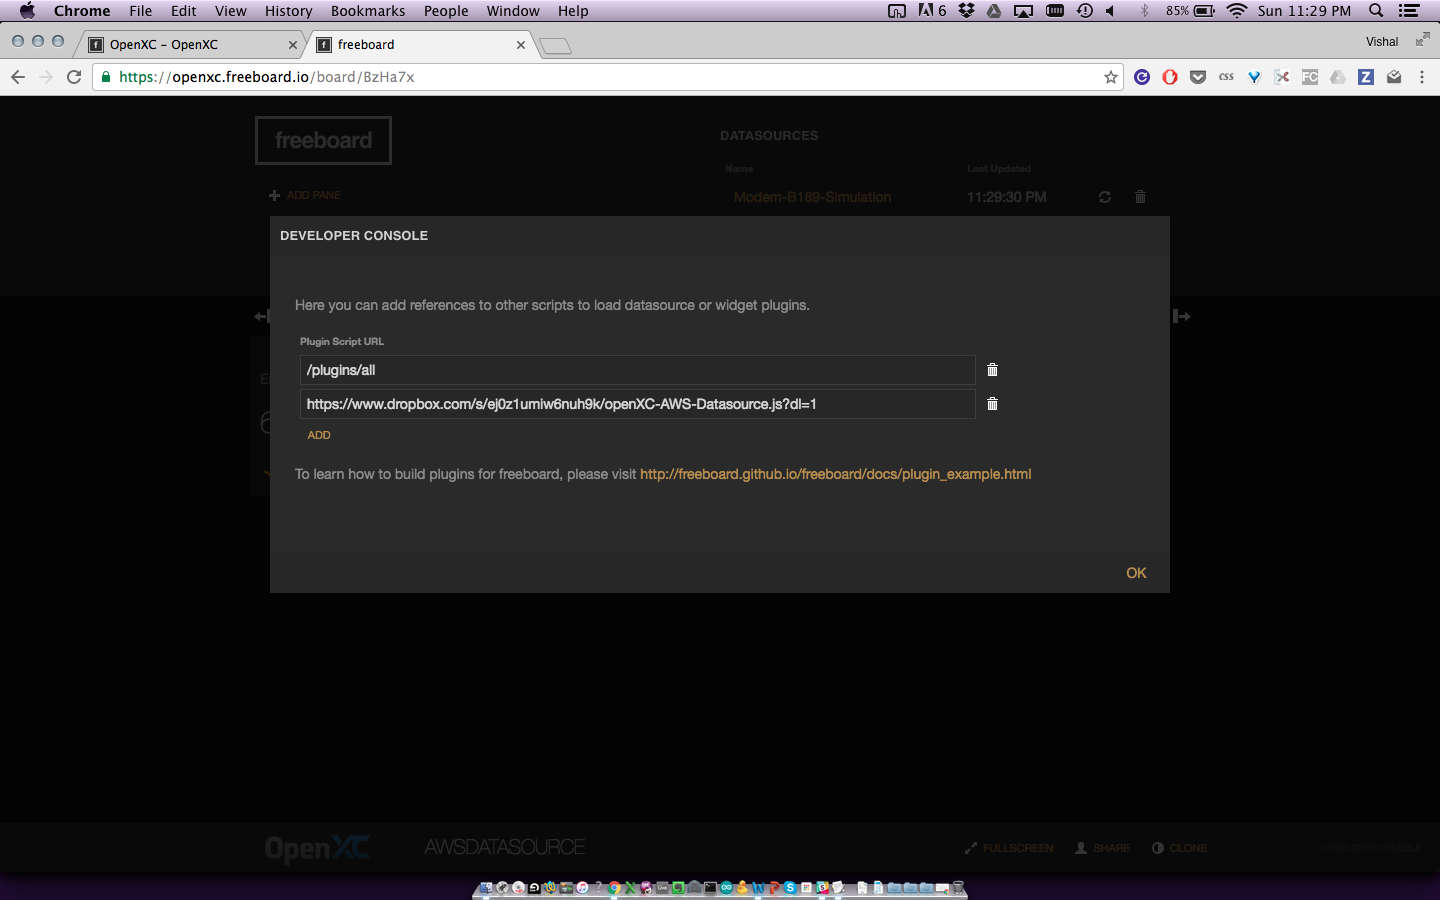 Chrome File Edit View History Bookmarks People Window Help 6 85% Sun 11:29 PM
OpenXC - OpenXC freeboard Vishal
https://openxc.freeboard.io/board/BzHa7x css FC Z
freeboard
DATASOURCES
Name Last Updated
ADD PANE
Modem-B189-Simulation 11:29:30 PM
DEVELOPER CONSOLE
Here you can add references to other scripts to load datasource or widget plugins.
Plugin Script URL
/plugins/all
https://www.dropbox.com/s/ej0z1umiw6nuh9k/openXC-AWS-Datasource.js?dl=1
ADD
To learn how to build plugins for freeboard, please visit http://freeboard.github.io/freeboard/docs/plugin_example.html
OK
OpenXC AWSDATASOURCE FULLSCREEN SHARE CLONE DEVELOPER CONSOLE